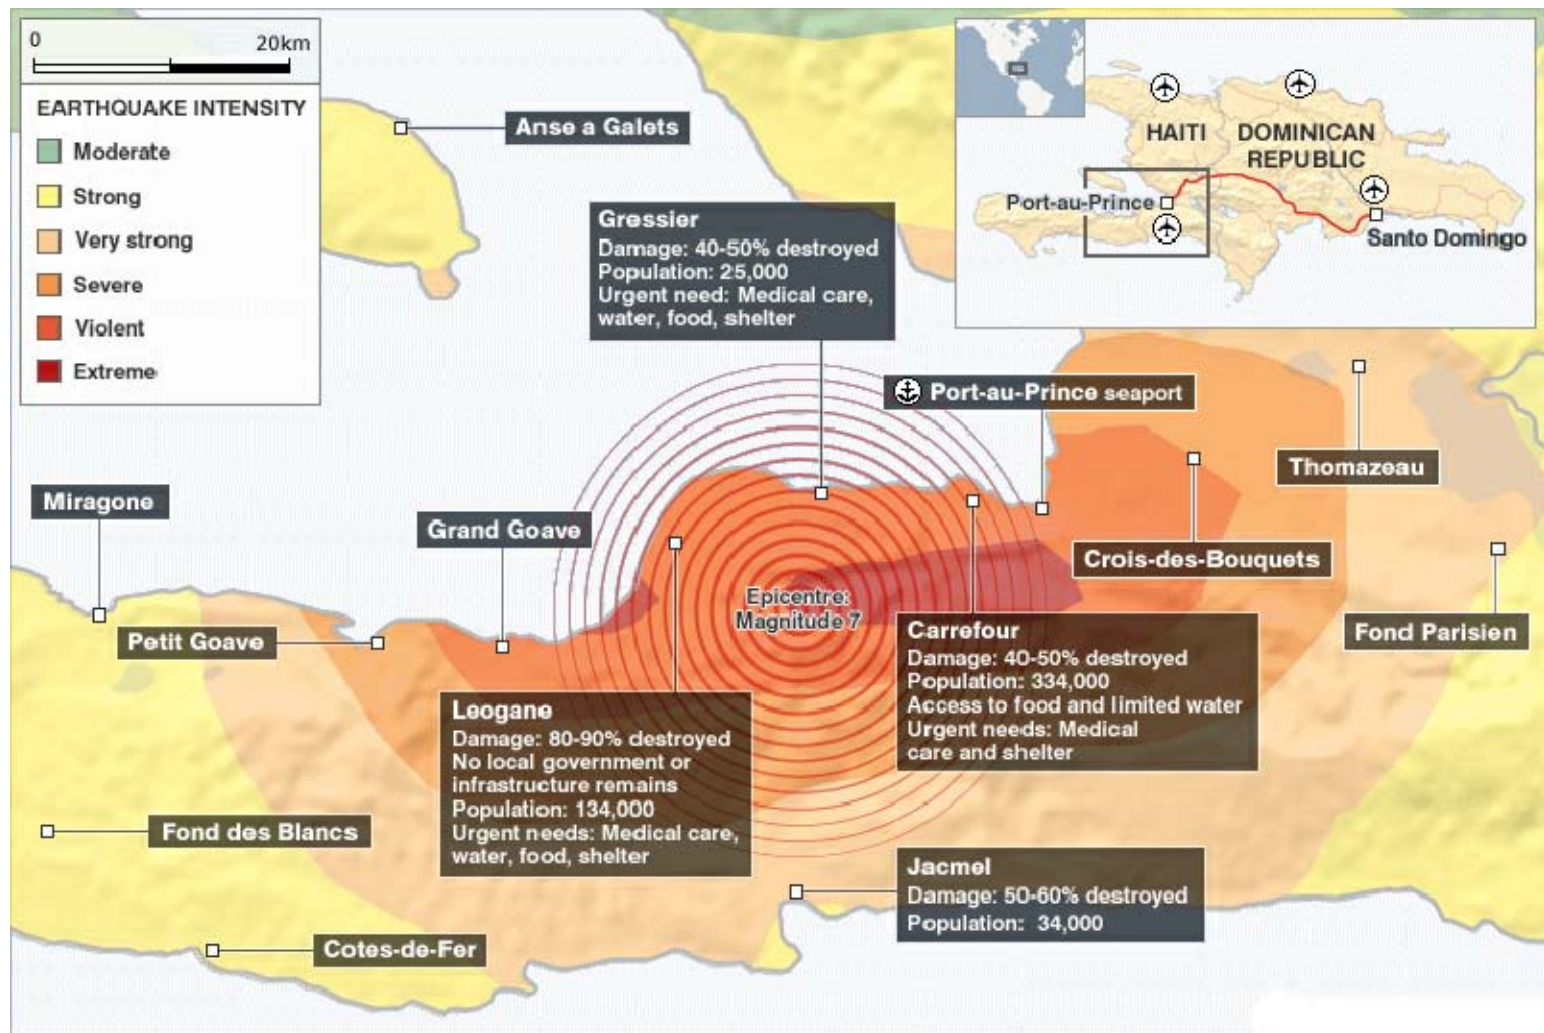 0 20km
EARTHQUAKE INTENSITY
Moderate
Strong
Very strong
Severe
Violent
Extreme
Anse a Galets
HAITI
DOMINICAN
REPUBLIC
Port-au-Prince
Santo Domingo
Gressier
Damage: 40-50% destroyed
Population: 25,000
Urgent need: Medical care,
water, food, shelter
Port-au-Prince seaport
Thomazeau
Miragone
Grand Goave
Crois-des-Bouquets
Epicentre:
Magnitude 7
Petit Goave
Fond Parisien
Carrefour
Damage: 40-50% destroyed
Population: 334,000
Access to food and limited water
Urgent needs: Medical
care and shelter
Leogane
Damage: 80-90% destroyed
No local government or
infrastructure remains
Population: 134,000
Urgent needs: Medical care,
water, food, shelter
Fond des Blancs
Jacmel
Damage: 50-60% destroyed
Population: 34,000
Cotes-de-Fer